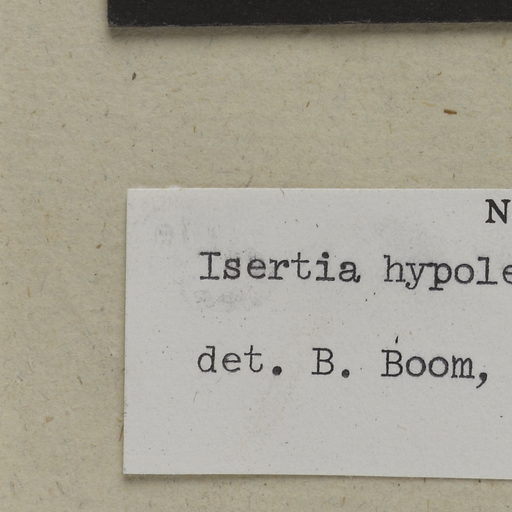 N
Isertia hypole
det. B. Boom,